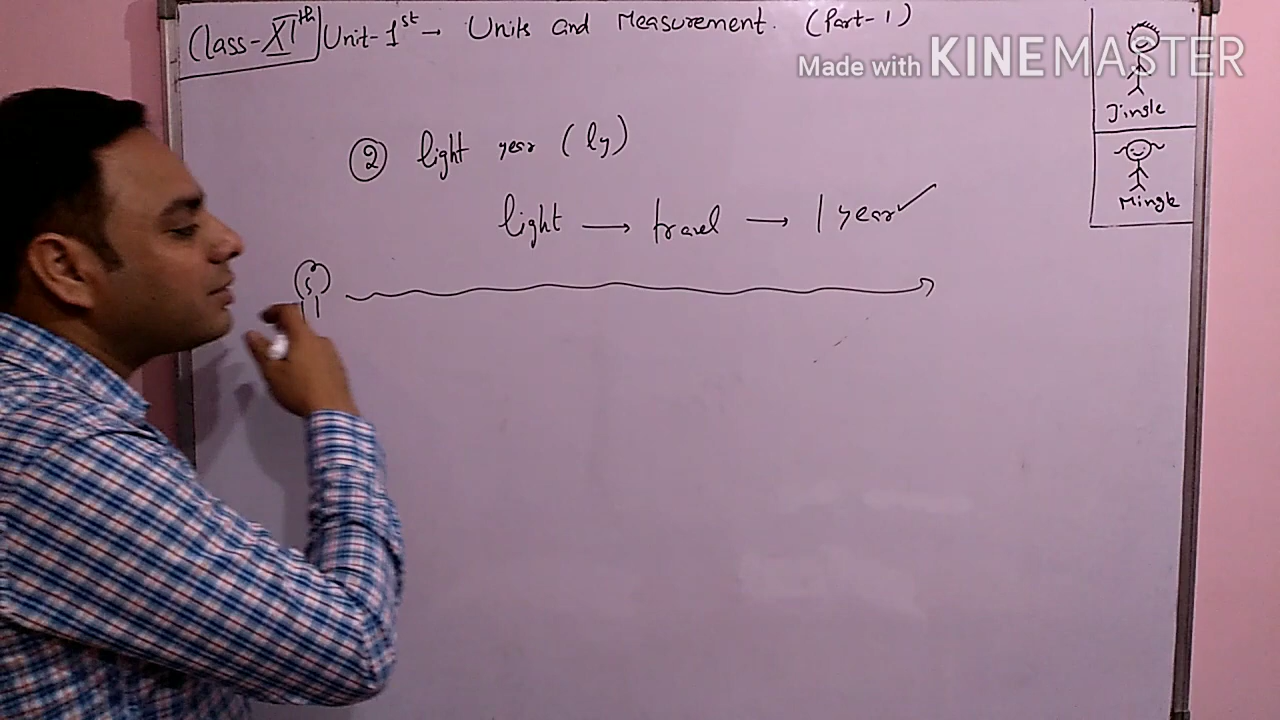 Class-XIth Unit-1st → Units and Measurement. (Part-1)
Made with KINEMASTER
Jingle
Mingle
② light year (ly)
light → travel → 1 year ✓